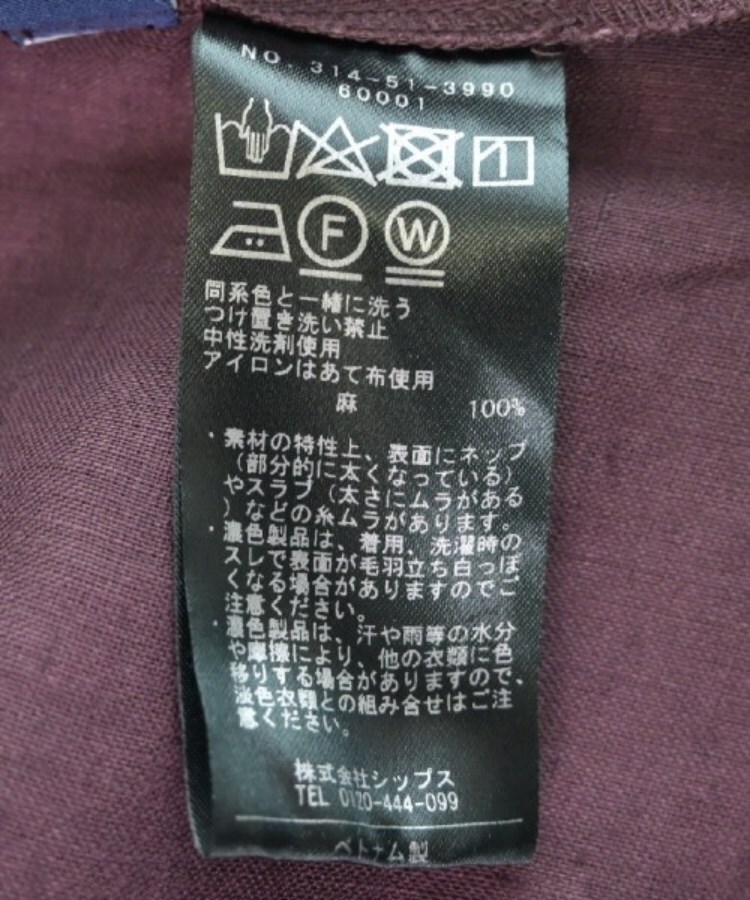 NO. 314-51-3990
60001
F W
同系色と一緒に洗う
つけ置き洗い禁止
中性洗剤使用
アイロンはあて布使用
麻 100%
・素材の特性上、表面にネップ
（部分的に太くなっている）
やスラブ（太さにムラがある
）などの糸ムラがあります。
・濃色製品は、着用、洗濯時の
スレで表面が毛羽立ち白っぽ
くなる場合がありますのでご
注意ください。
・濃色製品は、汗や雨等の水分
や摩擦により、他の衣類に色
移りする場合がありますので、
淡色衣類との組み合せはご注
意ください。
株式会社シップス
TEL 0120-444-099
ベトナム製